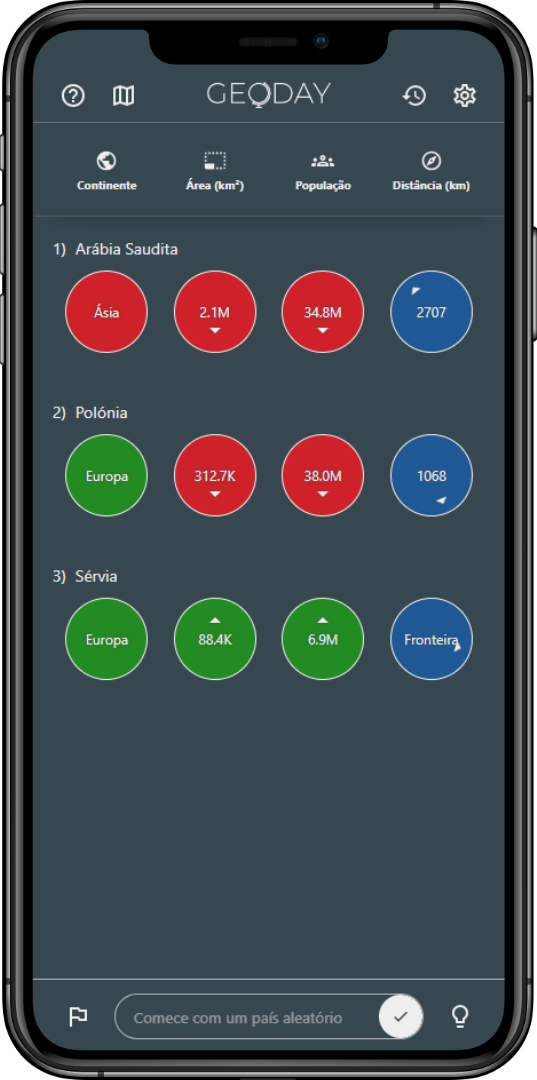 GEODAY
Continente Área (km²) População Distância (km)
1) Arábia Saudita
Ásia 2.1M 34.8M 2707
2) Polónia
Europa 312.7K 38.0M 1068
3) Sérvia
Europa 88.4K 6.9M Fronteira
Comece com um país aleatório